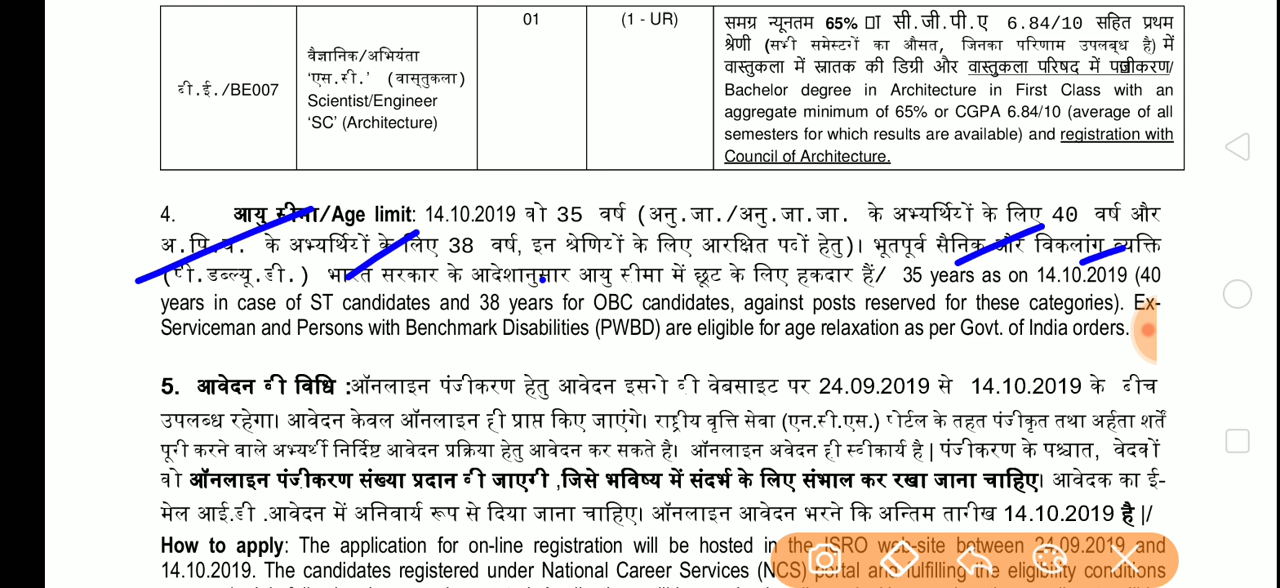 01
(1 - UR)
समग्र न्यूनतम 65% सी.जी.पी.ए 6.84/10 सहित प्रथम
श्रेणी (सभी समेस्टरों का औसत, जिनका परिणाम उपलब्ध है) में
वास्तुकला में स्नातक की डिग्री और वास्तुकला परिषद में पंजीकरण/
Bachelor degree in Architecture in First Class with an
aggregate minimum of 65% or CGPA 6.84/10 (average of all
semesters for which results are available) and registration with
Council of Architecture.
बी.ई./BE007
वैज्ञानिक/अभियंता
'एस.सी.' (वास्तुकला)
Scientist/Engineer
'SC' (Architecture)
4. आयु सीमा/Age limit: 14.10.2019 को 35 वर्ष (अनु.जा./अनु.जा.जा. के अभ्यर्थियों के लिए 40 वर्ष और
अ.पि.व. के अभ्यर्थियों के लिए 38 वर्ष, इन श्रेणियों के लिए आरक्षित पदों हेतु)। भूतपूर्व सैनिक और विकलांग व्यक्ति
(पी.डब्ल्यू.डी.) भारत सरकार के आदेशानुसार आयु सीमा में छूट के लिए हकदार हैं/ 35 years as on 14.10.2019 (40
years in case of ST candidates and 38 years for OBC candidates, against posts reserved for these categories). Ex-
Serviceman and Persons with Benchmark Disabilities (PWBD) are eligible for age relaxation as per Govt. of India orders.
5. आवेदन की विधि :ऑनलाइन पंजीकरण हेतु आवेदन इसरो की वेबसाइट पर 24.09.2019 से 14.10.2019 के बीच
उपलब्ध रहेगा। आवेदन केवल ऑनलाइन ही प्राप्त किए जाएंगे। राष्ट्रीय वृत्ति सेवा (एन.सी.एस.) पोर्टल के तहत पंजीकृत तथा अर्हता शर्तें
पूरी करने वाले अभ्यर्थी निर्दिष्ट आवेदन प्रक्रिया हेतु आवेदन कर सकते है। ऑनलाइन अवेदन ही स्वीकार्य है | पंजीकरण के पश्चात, वेदकों
को ऑनलाइन पंजीकरण संख्या प्रदान की जाएगी ,जिसे भविष्य में संदर्भ के लिए संभाल कर रखा जाना चाहिए। आवेदक का ई-
मेल आई.डी .आवेदन में अनिवार्य रूप से दिया जाना चाहिए। ऑनलाइन आवेदन भरने कि अन्तिम तारीख 14.10.2019 है |/
How to apply: The application for on-line registration will be hosted in the ISRO web-site between 24.09.2019 and
14.10.2019. The candidates registered under National Career Services (NCS) portal and fulfilling the eligibility conditions